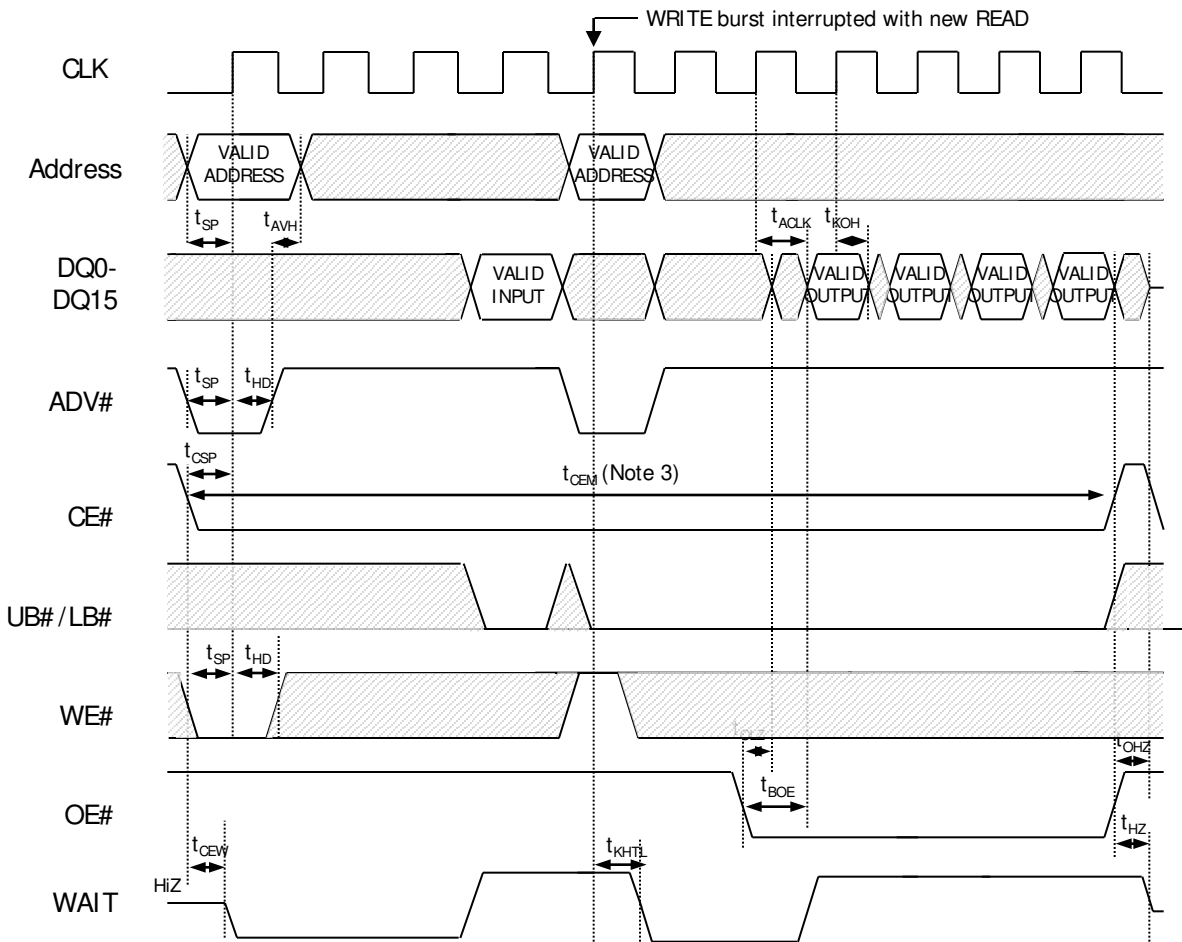 WRITE burst interrupted with new READ
CLK
Address
VALID
ADDRESS
VALID
ADDRESS
tSP
tAVH
tACLK
tKOH
DQ0-
DQ15
VALID
INPUT
VALID
OUTPUT
VALID
OUTPUT
VALID
OUTPUT
VALID
OUTPUT
ADV#
tSP
tHD
tCSP
tCEM (Note 3)
CE#
UB# / LB#
tSP
tHD
WE#
tOLZ
tOHZ
OE#
tBOE
tCEW
tKHTL
tHZ
HiZ
WAIT